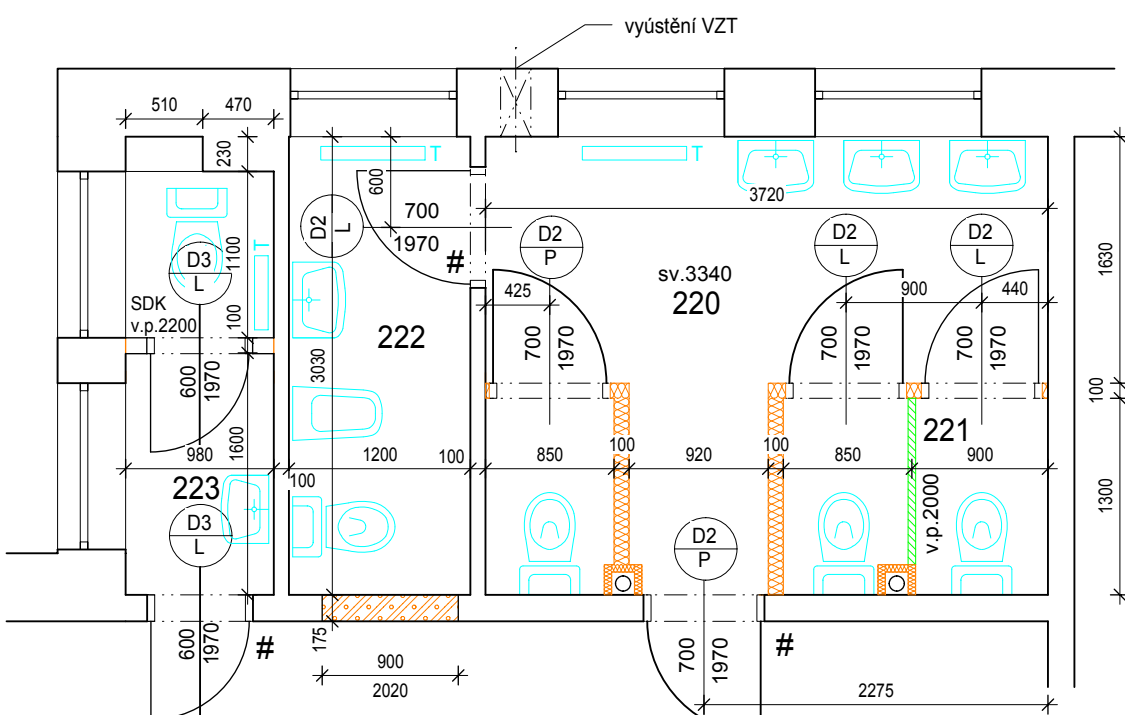 vyústění VZT
510
470
230
600
T
T
3720
D2
L
700
1970
#
D2
P
D2
L
D2
L
1630
D3
L
1100
T
sv.3340
220
425
900
440
SDK
v.p.2200
100
222
3030
700
1970
700
1970
700
1970
600
1970
100
221
1600
980
1200
100
850
100
920
100
850
900
223
100
v.p.2000
1300
D3
L
D2
P
175
600
1970
#
900
2020
700
1970
#
2275